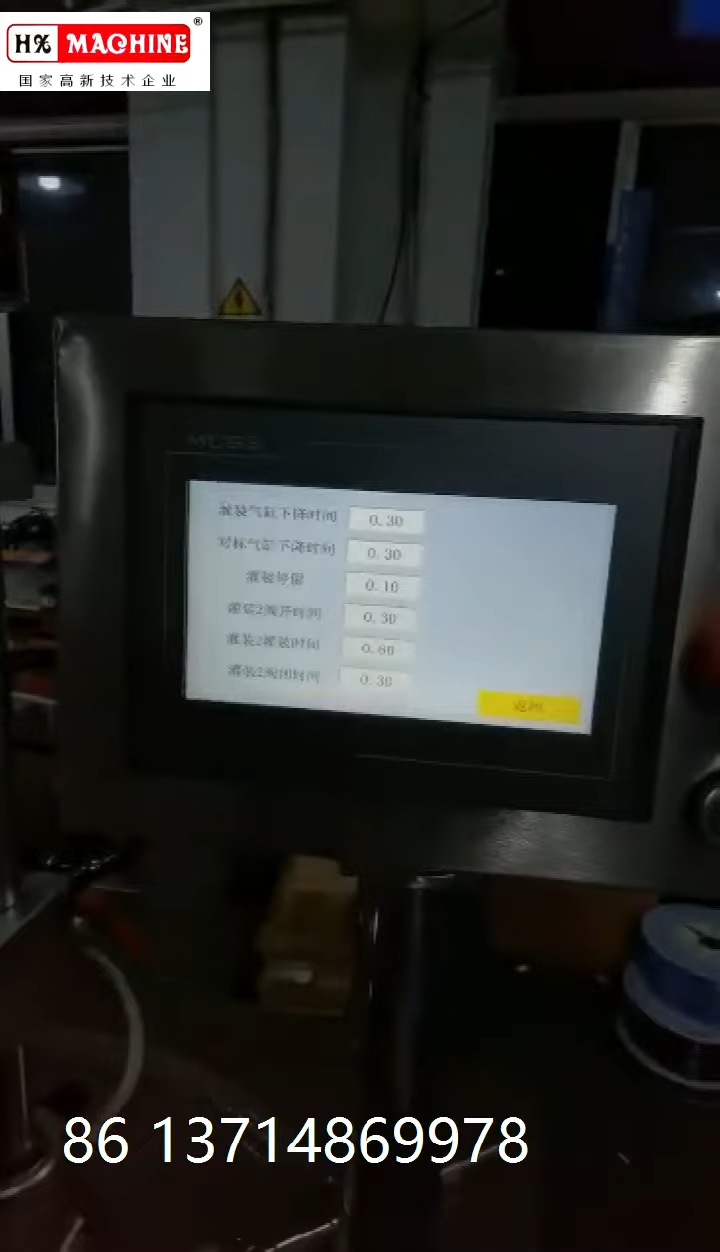 HX MACHINE®
国家高新技术企业
灌装气缸下降时间 0.30
对标气缸下降时间 0.30
灌装停留 0.10
灌装2阀开时间 0.30
灌装2灌装时间 0.60
灌装2阀闭时间 0.30
返回
86 13714869978